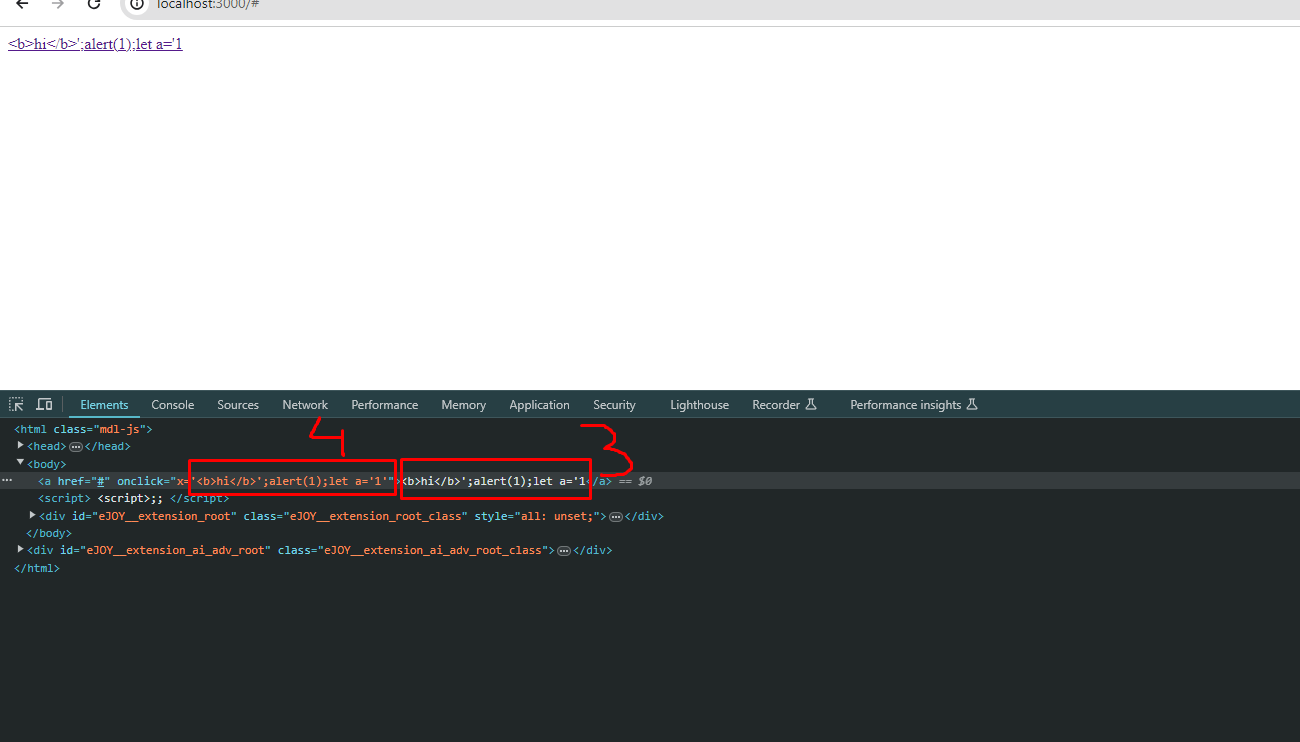 localhost:3000/#
<b>hi</b>';alert(1);let a='1
Elements Console Sources Network Performance Memory Application Security Lighthouse Recorder Performance insights
4 3
<html class="mdl-js">
<head>…</head>
<body>
… <a href="#" onclick="x='<b>hi</b>';alert(1);let a='1'"><b>hi</b>';alert(1);let a='1</a> == $0
<script> <script>;; </script>
<div id="eJOY__extension_root" class="eJOY__extension_root_class" style="all: unset;">…</div>
</body>
<div id="eJOY__extension_ai_adv_root" class="eJOY__extension_ai_adv_root_class">…</div>
</html>